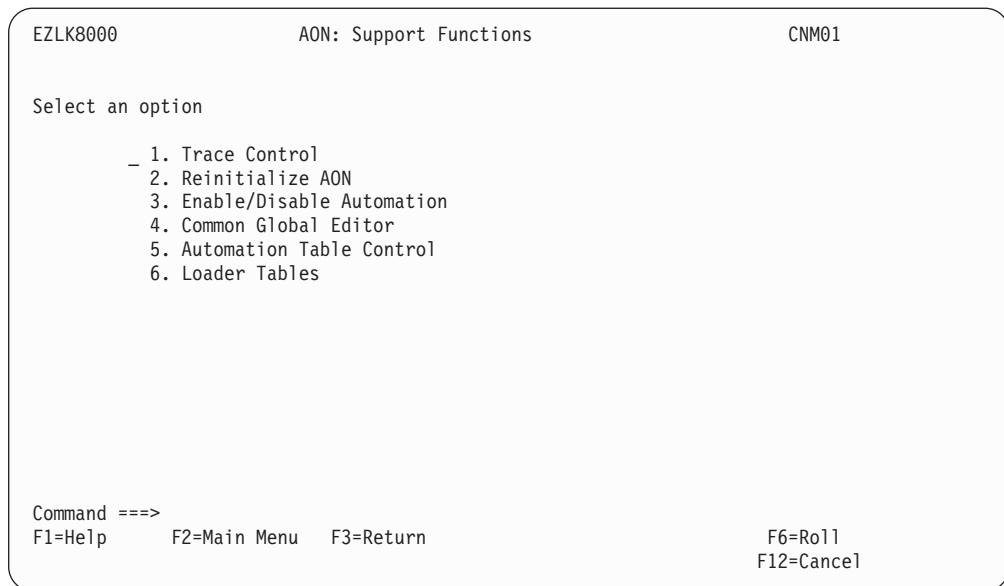 EZLK8000 AON: Support Functions CNM01
Select an option
_ 1. Trace Control
2. Reinitialize AON
3. Enable/Disable Automation
4. Common Global Editor
5. Automation Table Control
6. Loader Tables
Command ===>
F1=Help F2=Main Menu F3=Return F6=Roll
F12=Cancel